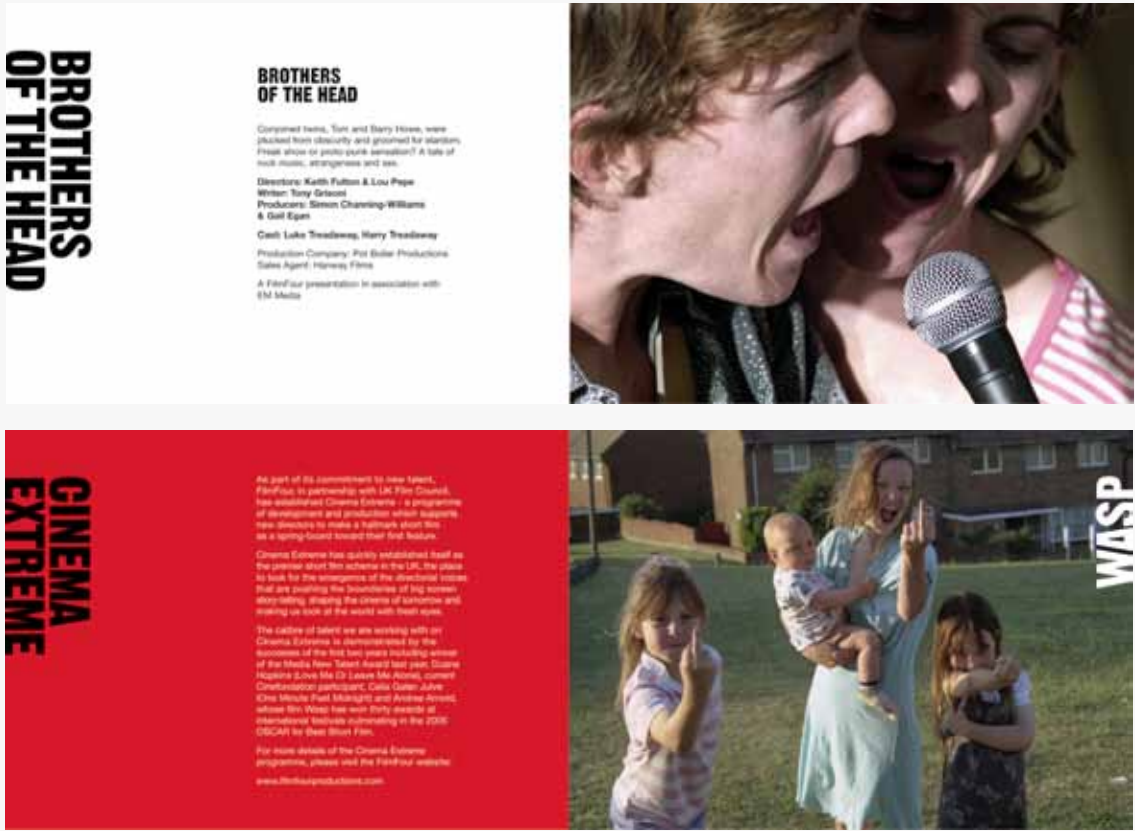 BROTHERS
OF THE HEAD
BROTHERS
OF THE HEAD
Conjoined twins, Tom and Barry Howe, were
plucked from obscurity and groomed for stardom.
Freak show or proto-punk sensation? A tale of
rock music, strangeness and sex.
Directors: Keith Fulton & Lou Pepe
Writer: Tony Grisoni
Producers: Simon Channing-Williams
& Gail Egan
Cast: Luke Treadaway, Harry Treadaway
Production Company: Pot Boiler Productions
Sales Agent: Hanway Films
A FilmFour presentation in association with
EM Media
CINEMA
EXTREME
As part of its commitment to new talent,
FilmFour, in partnership with UK Film Council,
has established Cinema Extreme - a programme
of development and production which supports
new directors to make a hallmark short film
as a spring-board toward their first feature.
Cinema Extreme has quickly established itself as
the premier short film scheme in the UK, the place
to look for the emergence of the directorial voices
that are pushing the boundaries of big screen
story-telling, shaping the cinema of tomorrow and
making us look at the world with fresh eyes.
The calibre of talent we are working with on
Cinema Extreme is demonstrated by the
successes of the first two years including winner
of the Media New Talent Award last year, Duane
Hopkins (Love Me Or Leave Me Alone), current
Cinefondation participant, Celia Galan Julve
(One Minute Past Midnight) and Andrea Arnold,
whose film Wasp has won thirty awards at
international festivals culminating in the 2005
OSCAR for Best Short Film.
For more details of the Cinema Extreme
programme, please visit the FilmFour website:
www.filmfourproductions.com
WASP